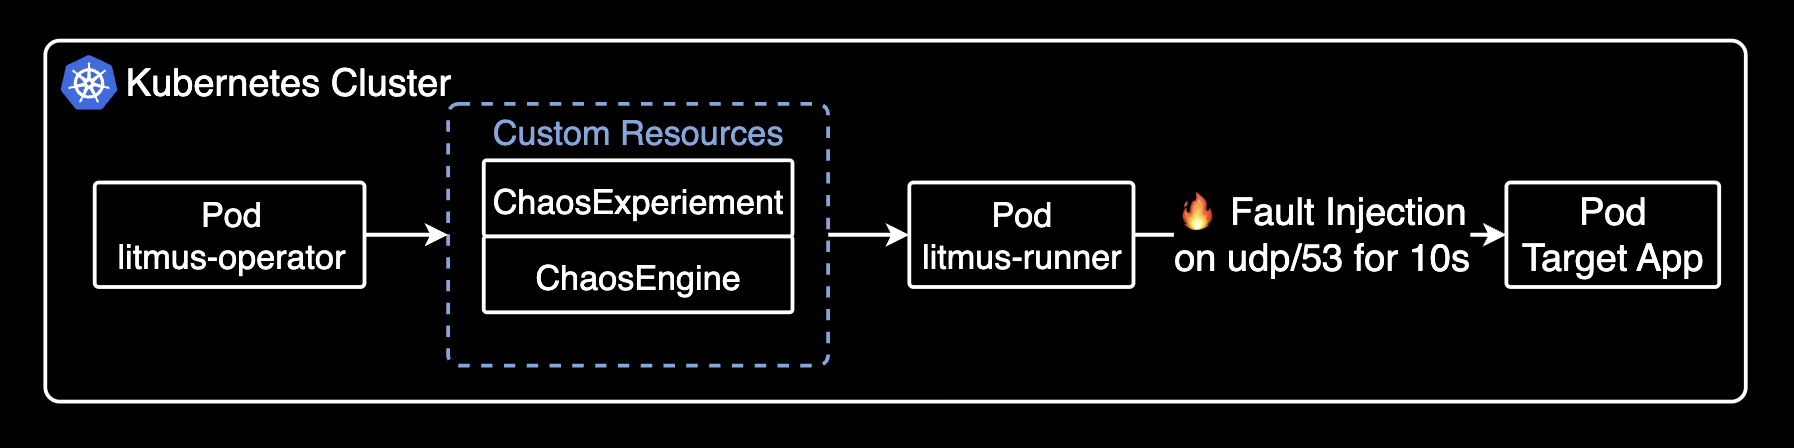 Kubernetes Cluster
Custom Resources
Pod
litmus-operator
ChaosExperiement
ChaosEngine
Pod
litmus-runner
Fault Injection
on udp/53 for 10s
Pod
Target App